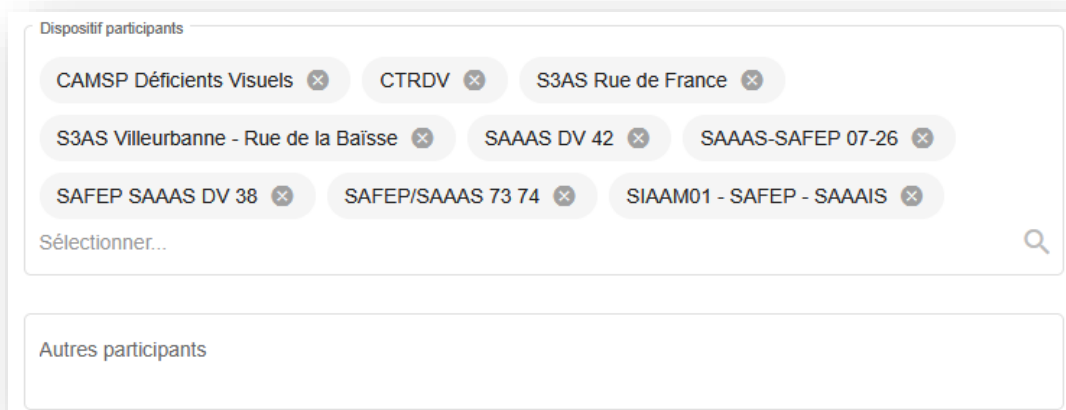 Dispositif participants
CAMSP Déficients Visuels CTRDV S3AS Rue de France
S3AS Villeurbanne - Rue de la Baïsse SAAAS DV 42 SAAAS-SAFEP 07-26
SAFEP SAAAS DV 38 SAFEP/SAAAS 73 74 SIAAM01 - SAFEP - SAAAIS
Sélectionner...
Autres participants